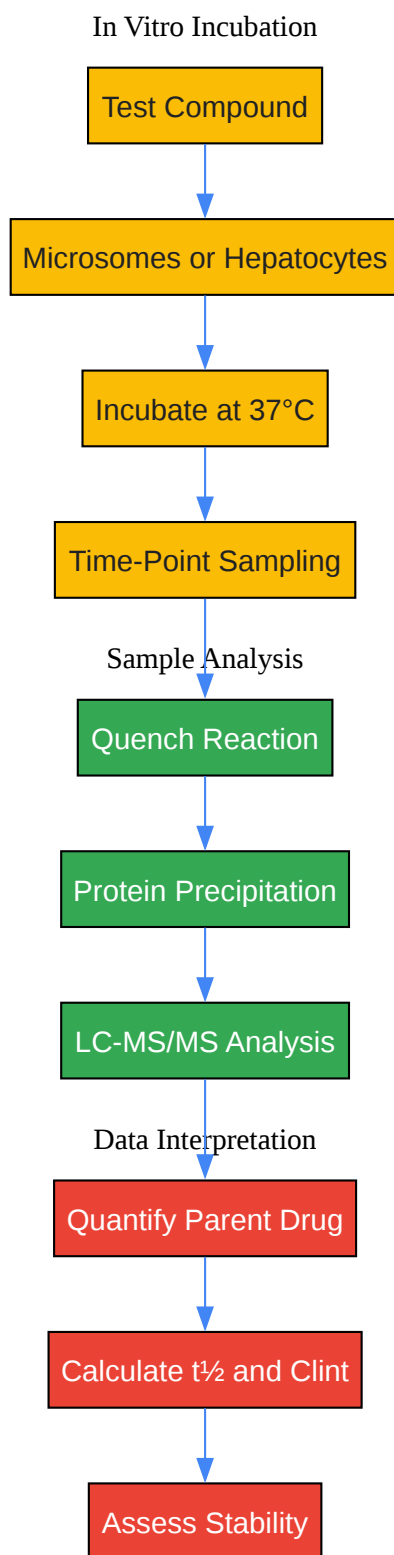 In Vitro Incubation
Test Compound
Microsomes or Hepatocytes
Incubate at 37°C
Time-Point Sampling
Sample Analysis
Quench Reaction
Protein Precipitation
LC-MS/MS Analysis
Data Interpretation
Quantify Parent Drug
Calculate t½ and Clint
Assess Stability